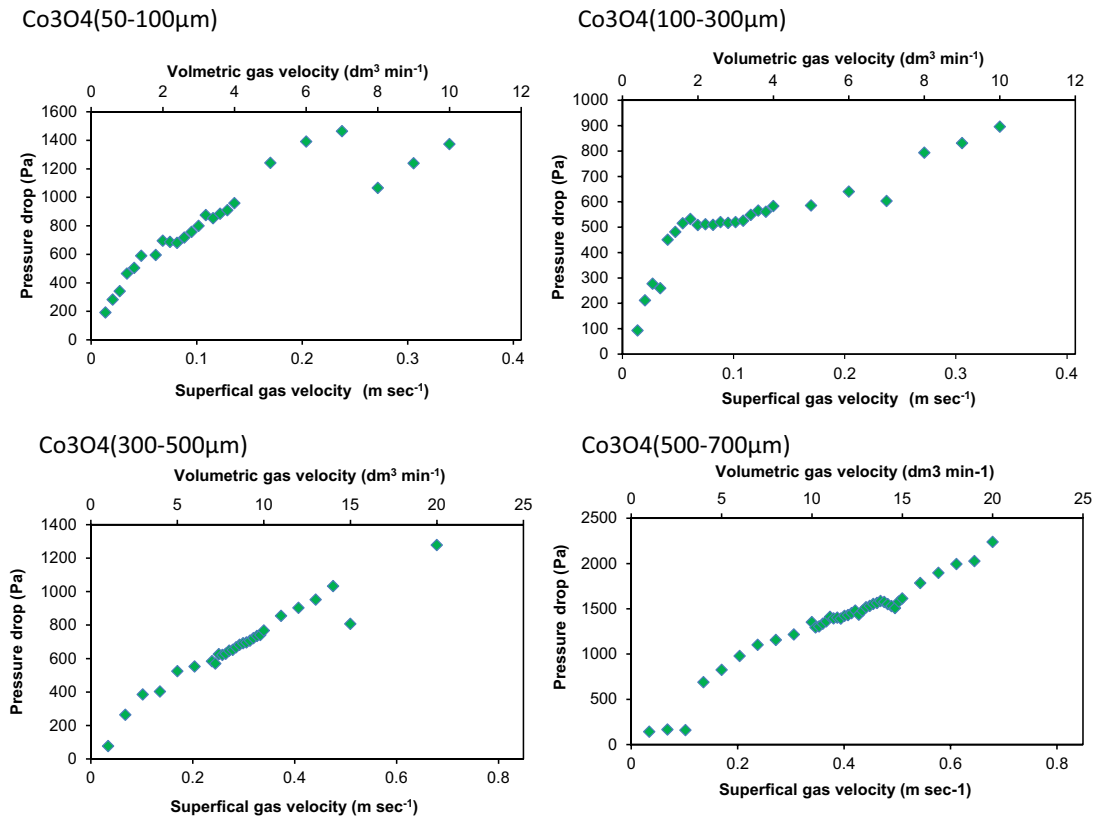 Co3O4(50-100µm)
Volmetric gas velocity (dm³ min⁻¹)
0 2 4 6 8 10 12
1600
1400
1200
1000
800
600
400
200
0
Pressure drop (Pa)
0 0.1 0.2 0.3 0.4
Superfical gas velocity (m sec⁻¹)
Co3O4(100-300µm)
Volumetric gas velocity (dm³ min⁻¹)
0 2 4 6 8 10 12
1000
900
800
700
600
500
400
300
200
100
0
Pressure drop (Pa)
0 0.1 0.2 0.3 0.4
Superfical gas velocity (m sec⁻¹)
Co3O4(300-500µm)
Volumetric gas velocity (dm³ min⁻¹)
0 5 10 15 20 25
1400
1200
1000
800
600
400
200
0
Pressure drop (Pa)
0 0.2 0.4 0.6 0.8
Superfical gas velocity (m sec⁻¹)
Co3O4(500-700µm)
Volumetric gas velocity (dm3 min-1)
0 5 10 15 20 25
2500
2000
1500
1000
500
0
Pressure drop (Pa)
0 0.2 0.4 0.6 0.8
Superfical gas velocity (m sec-1)